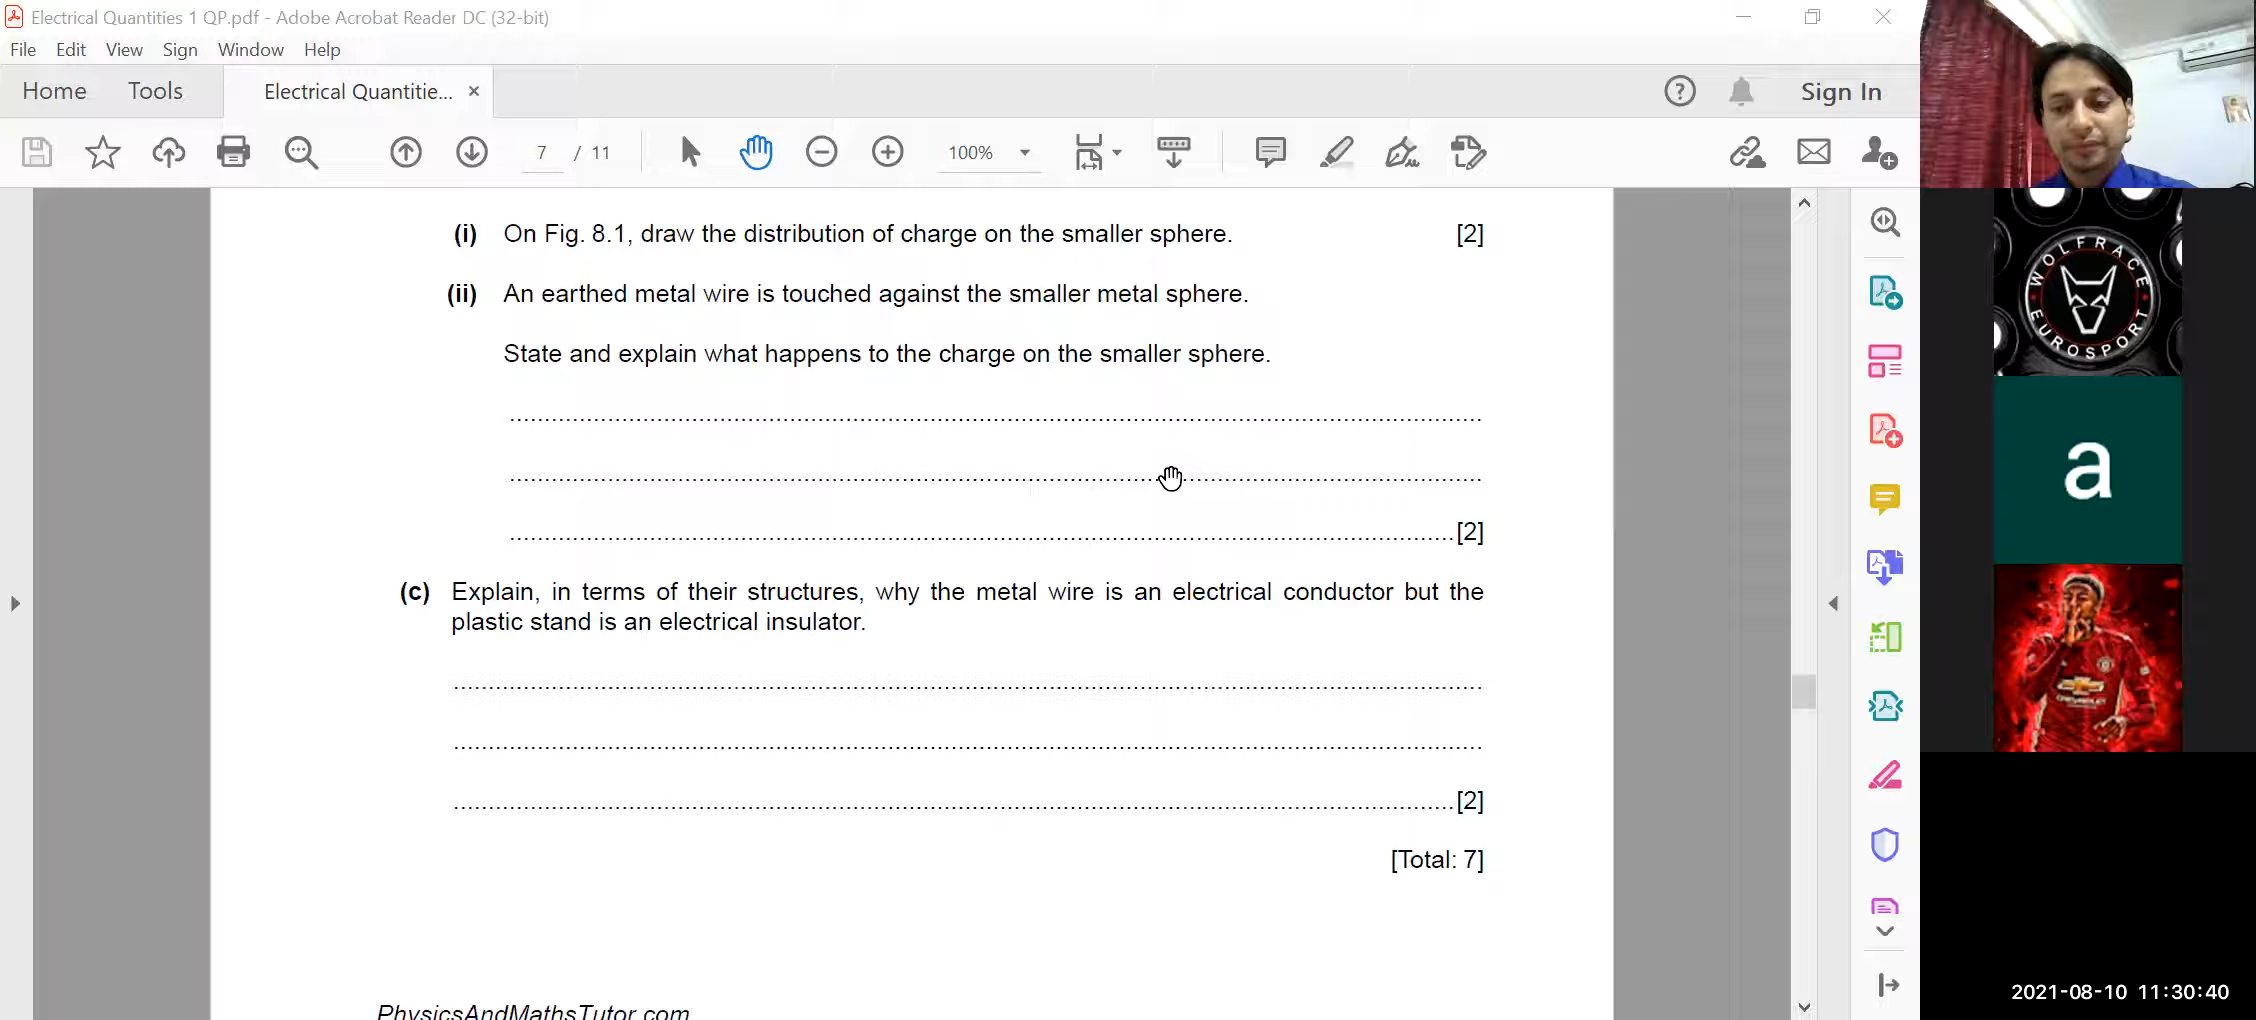 Electrical Quantities 1 QP.pdf - Adobe Acrobat Reader DC (32-bit)
File Edit View Sign Window Help
Home Tools Electrical Quantitie... × Sign In
7 / 11 100%
(i) On Fig. 8.1, draw the distribution of charge on the smaller sphere. [2]
(ii) An earthed metal wire is touched against the smaller metal sphere.
State and explain what happens to the charge on the smaller sphere.
[2]
(c) Explain, in terms of their structures, why the metal wire is an electrical conductor but the
plastic stand is an electrical insulator.
[2]
[Total: 7]
PhysicsAndMathsTutor.com
WOLFRACE
EUROSPORT
a
CHEVROLET
2021-08-10 11:30:40